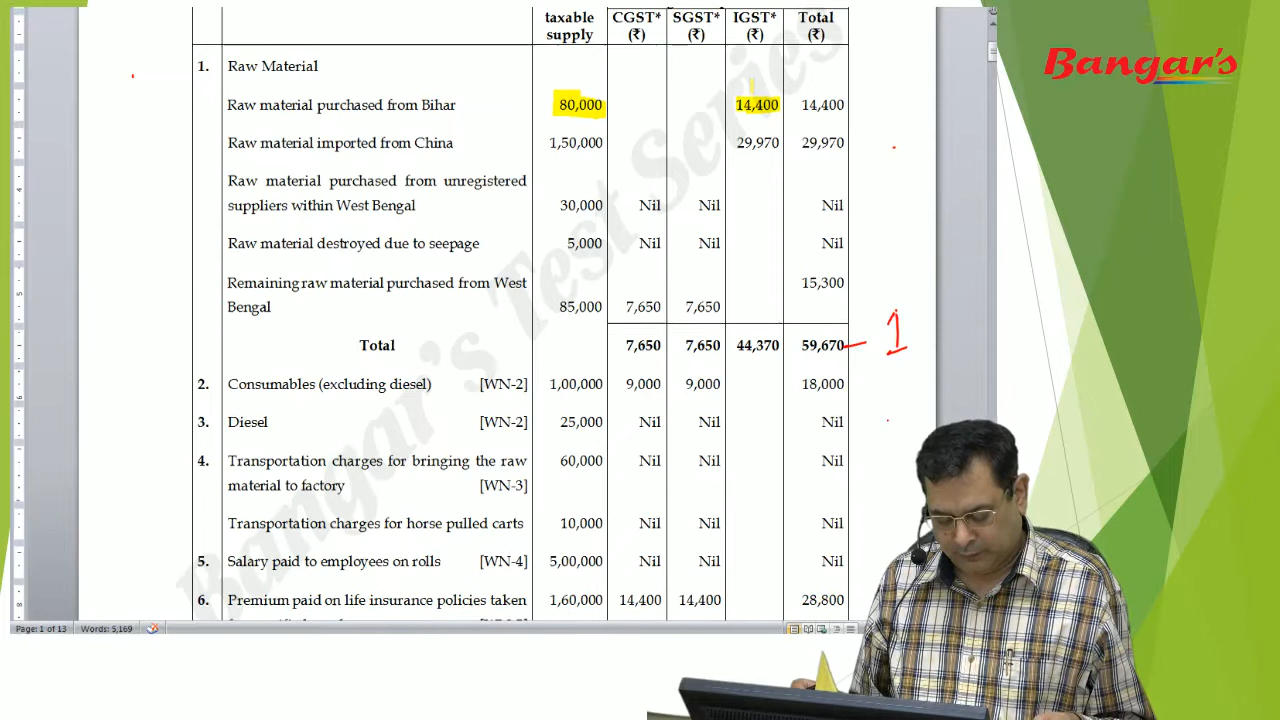 taxable supply CGST* (₹) SGST* (₹) IGST* (₹) Total (₹)
Bangar's
1. Raw Material
Raw material purchased from Bihar 80,000 14,400 14,400
Raw material imported from China 1,50,000 29,970 29,970
Raw material purchased from unregistered
suppliers within West Bengal 30,000 Nil Nil Nil
Raw material destroyed due to seepage 5,000 Nil Nil Nil
Remaining raw material purchased from West 15,300
Bengal 85,000 7,650 7,650
Total 7,650 7,650 44,370 59,670 1
2. Consumables (excluding diesel) [WN-2] 1,00,000 9,000 9,000 18,000
3. Diesel [WN-2] 25,000 Nil Nil Nil
4. Transportation charges for bringing the raw 60,000 Nil Nil Nil
material to factory [WN-3]
Transportation charges for horse pulled carts 10,000 Nil Nil Nil
5. Salary paid to employees on rolls [WN-4] 5,00,000 Nil Nil Nil
6. Premium paid on life insurance policies taken 1,60,000 14,400 14,400 28,800
Bangar's Test Series
Page: 1 of 13 Words: 5,169